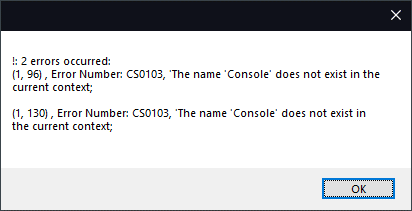 !: 2 errors occurred:
(1, 96) , Error Number: CS0103, 'The name 'Console' does not exist in the
current context;
(1, 130) , Error Number: CS0103, 'The name 'Console' does not exist in
the current context;
OK